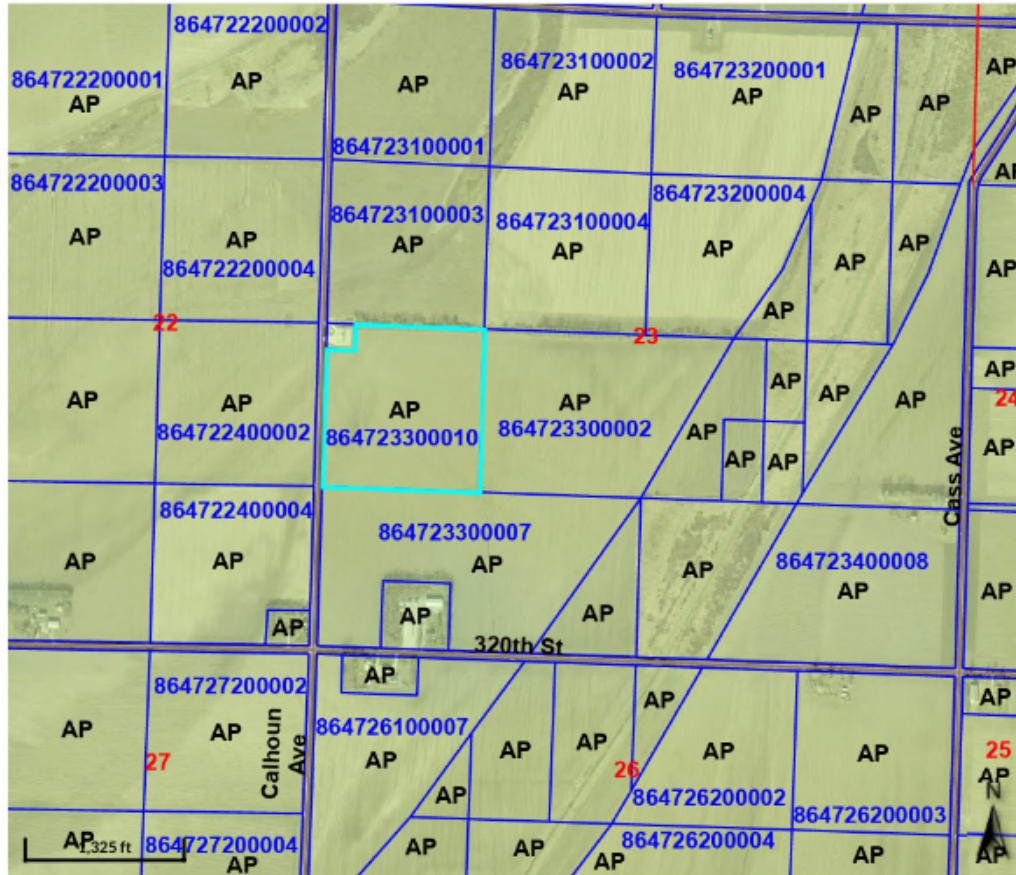 864722200002
864722200001
AP
AP
AP
864723100001
864723100002
AP
864723200001
AP
AP
AP
AP
AP
864722200003
AP
AP
864722200004
864723100003
AP
864723100004
AP
864723200004
AP
AP
AP
AP
AP
22
23
AP
AP
864722400002
AP
864723300010
AP
864723300002
AP
AP
AP
AP
AP
AP
AP
24
AP
Cass Ave
864722400004
AP
AP
AP
864723300007
AP
AP
AP
AP
864723400008
AP
AP
320th St
864727200002
AP
AP
27
Calhoun
Ave
AP
864726100007
AP
AP
AP
AP
AP
26
AP
864726200002
AP
864726200003
AP
25
AP
N
AP
1,325 ft
864727200004
AP
AP
AP
864726200004
AP
AP
AP